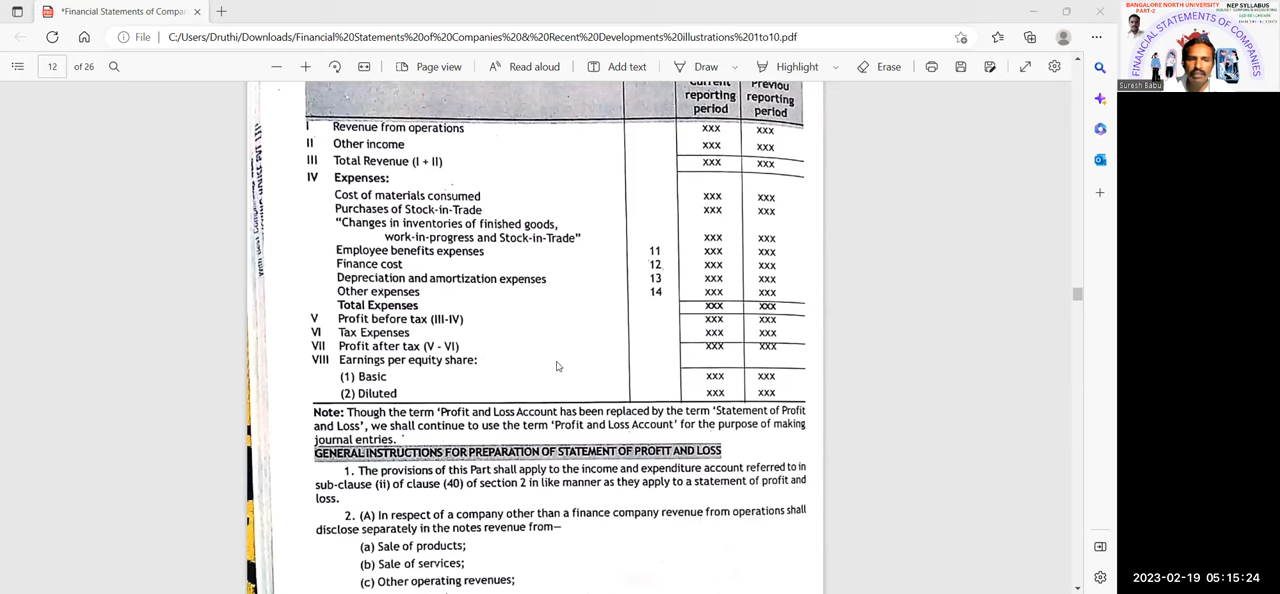 *Financial Statements of Compan
File
C:/Users/Druthi/Downloads/Financial%20Statements%20of%20Companies%20&%20Recent%20Developments%20illustrations%201to10.pdf
12 of 26
Add text
Draw
Highlight
Erase
Current reporting period
Previou reporting period
I Revenue from operations xxx xxx
II Other income xxx xxx
III Total Revenue (I + II) xxx xxx
IV Expenses:
Cost of materials consumed xxx xxx
Purchases of Stock-in-Trade xxx xxx
"Changes in inventories of finished goods,
work-in-progress and Stock-in-Trade" xxx xxx
Employee benefits expenses 11 xxx xxx
Finance cost 12 xxx xxx
Depreciation and amortization expenses 13 xxx xxx
Other expenses 14 xxx xxx
Total Expenses xxx xxx
V Profit before tax (III-IV) xxx xxx
VI Tax Expenses xxx xxx
VII Profit after tax (V - VI) xxx xxx
VIII Earnings per equity share:
(1) Basic xxx xxx
(2) Diluted xxx xxx
Note: Though the term 'Profit and Loss Account has been replaced by the term 'Statement of Profit
and Loss', we shall continue to use the term 'Profit and Loss Account' for the purpose of making
journal entries.
GENERAL INSTRUCTIONS FOR PREPARATION OF STATEMENT OF PROFIT AND LOSS
1. The provisions of this Part shall apply to the income and expenditure account referred to in
sub-clause (ii) of clause (40) of section 2 in like manner as they apply to a statement of profit and
loss.
2. (A) In respect of a company other than a finance company revenue from operations shall
disclose separately in the notes revenue from—
(a) Sale of products;
(b) Sale of services;
(c) Other operating revenues;
BANGALORE NORTH UNIVERSITY
PART-2
NEP SYLLABUS
FINANCIAL STATEMENTS OF COMPANIES
Suresh Babu
2023-02-19 05:15:24